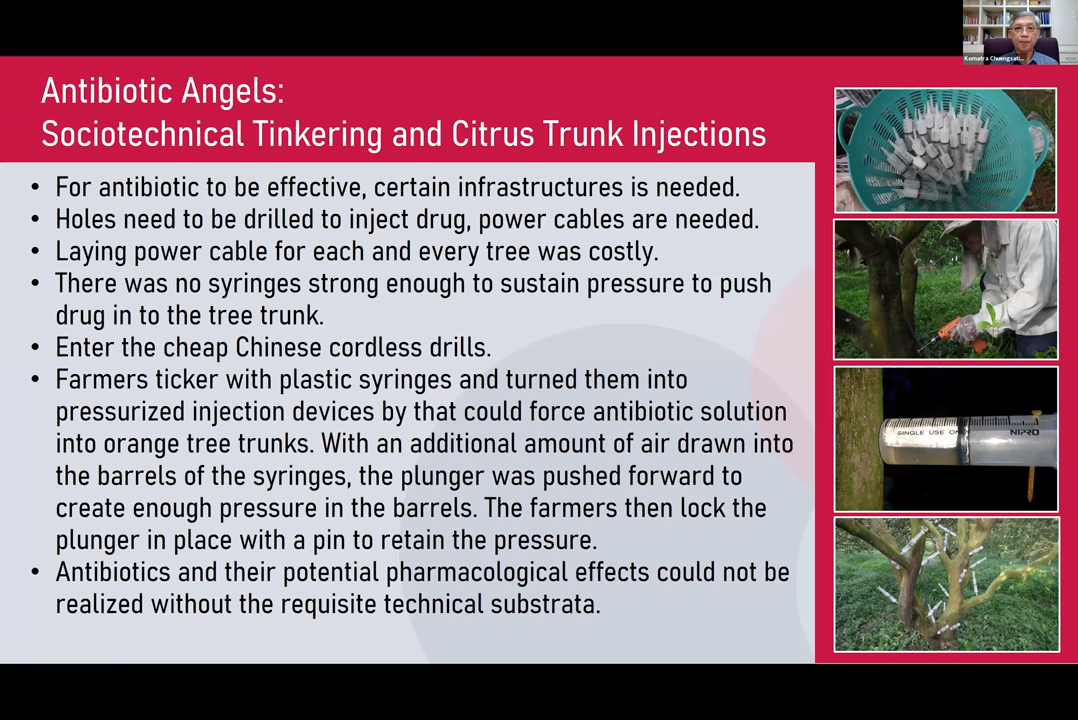 Komatra Chuengsati...
Antibiotic Angels:
Sociotechnical Tinkering and Citrus Trunk Injections
• For antibiotic to be effective, certain infrastructures is needed.
• Holes need to be drilled to inject drug, power cables are needed.
• Laying power cable for each and every tree was costly.
• There was no syringes strong enough to sustain pressure to push
drug in to the tree trunk.
• Enter the cheap Chinese cordless drills.
• Farmers ticker with plastic syringes and turned them into
pressurized injection devices by that could force antibiotic solution
into orange tree trunks. With an additional amount of air drawn into
the barrels of the syringes, the plunger was pushed forward to
create enough pressure in the barrels. The farmers then lock the
plunger in place with a pin to retain the pressure.
• Antibiotics and their potential pharmacological effects could not be
realized without the requisite technical substrata.
SINGLE USE ON
NIPRO